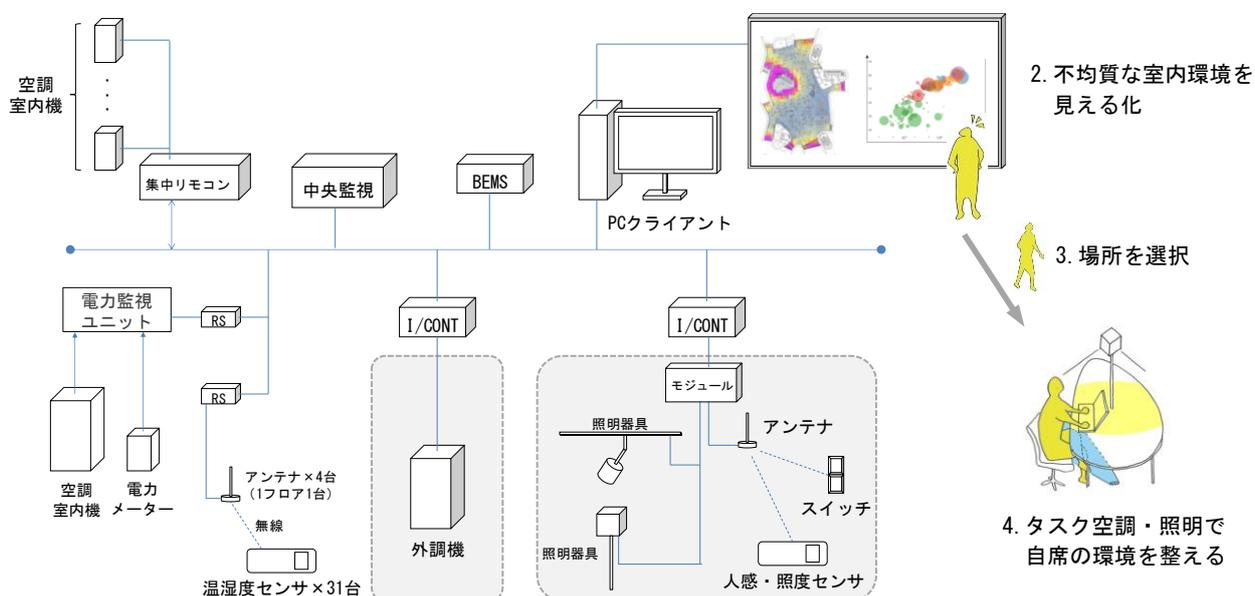 空調
室内機
集中リモコン
中央監視
BEMS
PCクライアント
2. 不均質な室内環境を
見える化
3. 場所を選択
電力監視
ユニット
RS
RS
I/CONT
I/CONT
モジュール
照明器具
アンテナ
スイッチ
照明器具
人感・照度センサ
外調機
空調
室内機
電力
メーター
アンテナ×4台
(1フロア1台)
無線
温湿度センサ×31台
4. タスク空調・照明で
自席の環境を整える